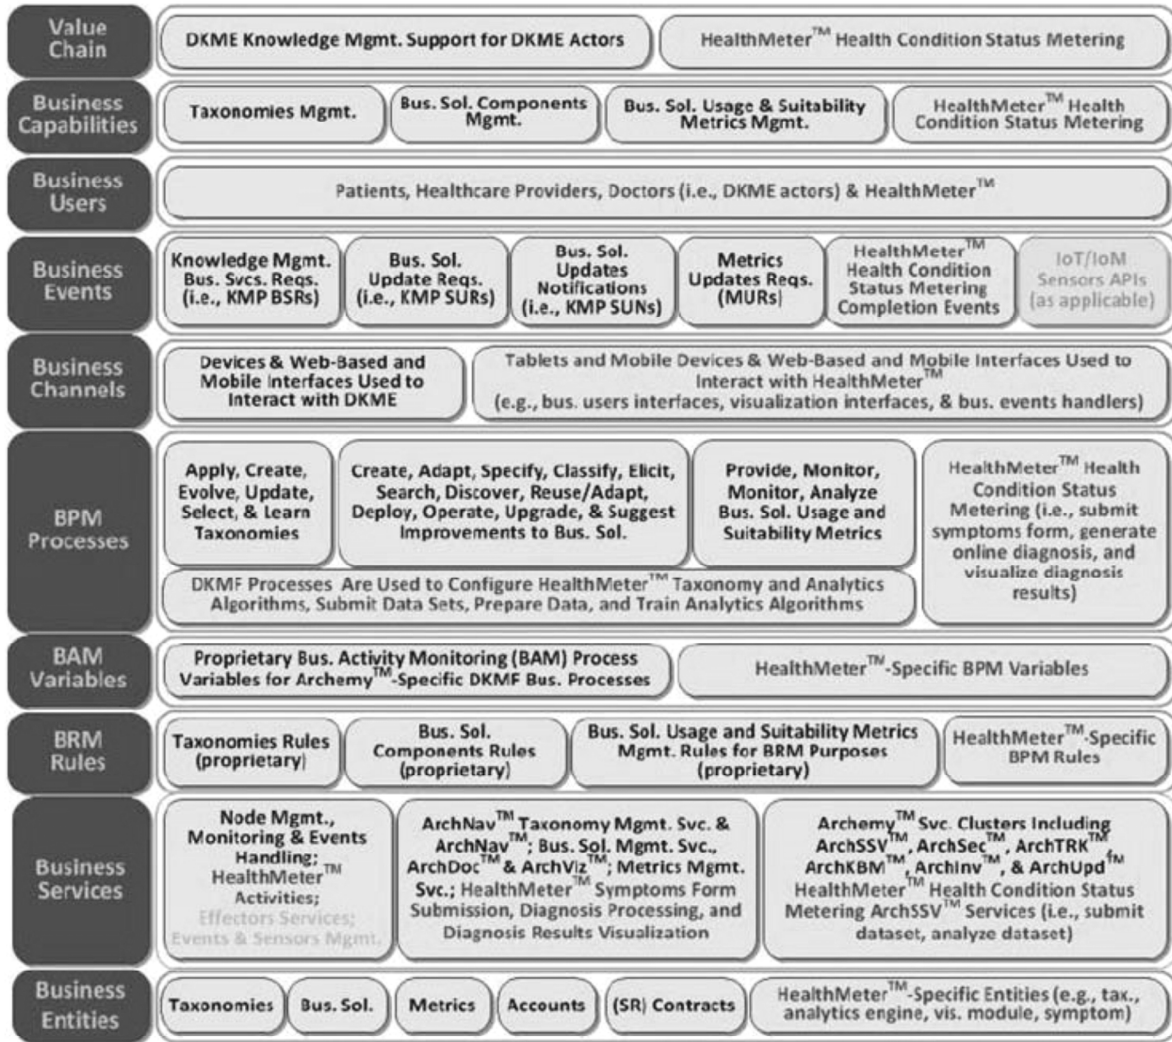 Value
Chain
DKME Knowledge Mgmt. Support for DKME Actors
HealthMeter™ Health Condition Status Metering
Business
Capabilities
Taxonomies Mgmt.
Bus. Sol. Components
Mgmt.
Bus. Sol. Usage & Suitability
Metrics Mgmt.
HealthMeter™ Health
Condition Status Metering
Business
Users
Patients, Healthcare Providers, Doctors (i.e., DKME actors) & HealthMeter™
Business
Events
Knowledge Mgmt.
Bus. Svcs. Reqs.
(i.e., KMP BSRs)
Bus. Sol.
Update Reqs.
(i.e., KMP SURs)
Bus. Sol.
Updates
Notifications
(i.e., KMP SUNs)
Metrics
Updates Reqs.
(MURs)
HealthMeter™
Health Condition
Status Metering
Completion Events
IoT/IoM
Sensors APIs
(as applicable)
Business
Channels
Devices & Web-Based and
Mobile Interfaces Used to
Interact with DKME
Tablets and Mobile Devices & Web-Based and Mobile Interfaces Used to
Interact with HealthMeter™
(e.g., bus. users interfaces, visualization interfaces, & bus. events handlers)
BPM
Processes
Apply, Create,
Evolve, Update,
Select, & Learn
Taxonomies
Create, Adapt, Specify, Classify, Elicit,
Search, Discover, Reuse/Adapt,
Deploy, Operate, Upgrade, & Suggest
Improvements to Bus. Sol.
Provide, Monitor,
Monitor, Analyze
Bus. Sol. Usage and
Suitability Metrics
HealthMeter™ Health
Condition Status
Metering (i.e., submit
symptoms form, generate
online diagnosis, and
visualize diagnosis
results)
DKMF Processes Are Used to Configure HealthMeter™ Taxonomy and Analytics
Algorithms, Submit Data Sets, Prepare Data, and Train Analytics Algorithms
BAM
Variables
Proprietary Bus. Activity Monitoring (BAM) Process
Variables for Archemy™-Specific DKMF Bus. Processes
HealthMeter™-Specific BPM Variables
BRM
Rules
Taxonomies Rules
(proprietary)
Bus. Sol.
Components Rules
(proprietary)
Bus. Sol. Usage and Suitability Metrics
Mgmt. Rules for BRM Purposes
(proprietary)
HealthMeter™-Specific
BPM Rules
Business
Services
Node Mgmt.,
Monitoring & Events
Handling;
HealthMeter™
Activities;
Effectors Services;
Events & Sensors Mgmt.
ArchNav™ Taxonomy Mgmt. Svc. &
ArchNav™; Bus. Sol. Mgmt. Svc.,
ArchDoc™ & ArchViz™; Metrics Mgmt.
Svc.; HealthMeter™ Symptoms Form
Submission, Diagnosis Processing, and
Diagnosis Results Visualization
Archemy™ Svc. Clusters Including
ArchSSV™, ArchSec™, ArchTRK™
ArchKBM™, ArchInv™, & ArchUpd™
HealthMeter™ Health Condition Status
Metering ArchSSV™ Services (i.e., submit
dataset, analyze dataset)
Business
Entities
Taxonomies
Bus. Sol.
Metrics
Accounts
(SR) Contracts
HealthMeter™-Specific Entities (e.g., tax.,
analytics engine, vis. module, symptom)